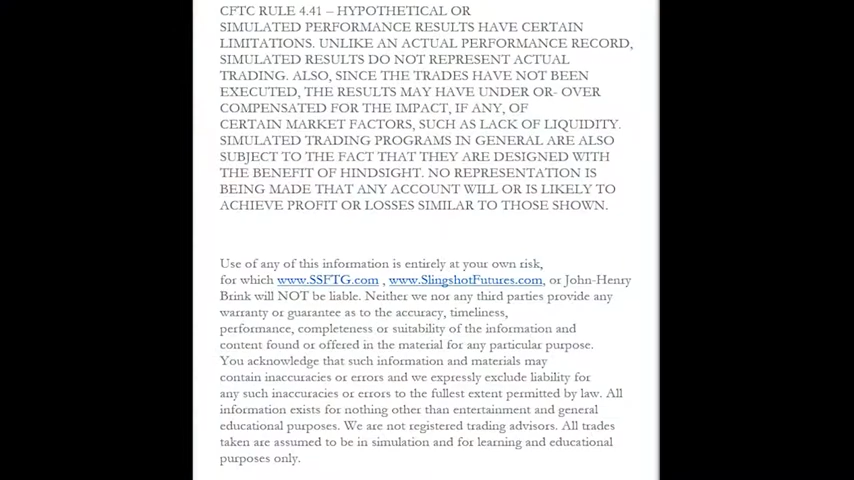 CFTC RULE 4.41 – HYPOTHETICAL OR
SIMULATED PERFORMANCE RESULTS HAVE CERTAIN
LIMITATIONS. UNLIKE AN ACTUAL PERFORMANCE RECORD,
SIMULATED RESULTS DO NOT REPRESENT ACTUAL
TRADING. ALSO, SINCE THE TRADES HAVE NOT BEEN
EXECUTED, THE RESULTS MAY HAVE UNDER OR- OVER
COMPENSATED FOR THE IMPACT, IF ANY, OF
CERTAIN MARKET FACTORS, SUCH AS LACK OF LIQUIDITY.
SIMULATED TRADING PROGRAMS IN GENERAL ARE ALSO
SUBJECT TO THE FACT THAT THEY ARE DESIGNED WITH
THE BENEFIT OF HINDSIGHT. NO REPRESENTATION IS
BEING MADE THAT ANY ACCOUNT WILL OR IS LIKELY TO
ACHIEVE PROFIT OR LOSSES SIMILAR TO THOSE SHOWN.
Use of any of this information is entirely at your own risk,
for which www.SSFTG.com , www.SlingshotFutures.com, or John-Henry
Brink will NOT be liable. Neither we nor any third parties provide any
warranty or guarantee as to the accuracy, timeliness,
performance, completeness or suitability of the information and
content found or offered in the material for any particular purpose.
You acknowledge that such information and materials may
contain inaccuracies or errors and we expressly exclude liability for
any such inaccuracies or errors to the fullest extent permitted by law. All
information exists for nothing other than entertainment and general
educational purposes. We are not registered trading advisors. All trades
taken are assumed to be in simulation and for learning and educational
purposes only.